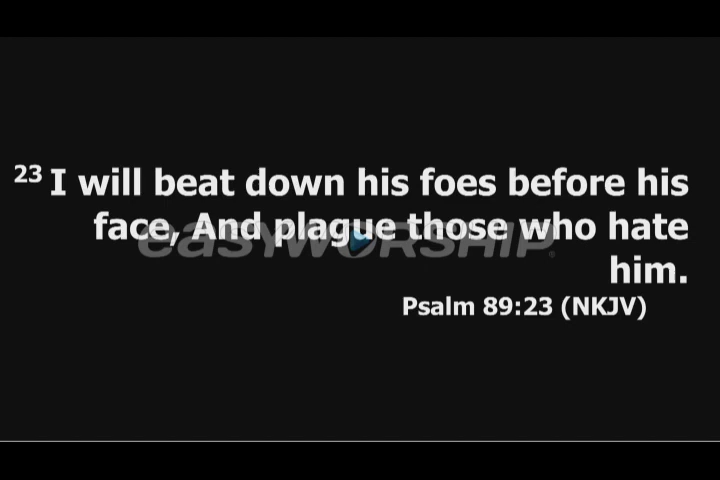 23 I will beat down his foes before his
face, And plague those who hate
him.
Psalm 89:23 (NKJV)
easyworship